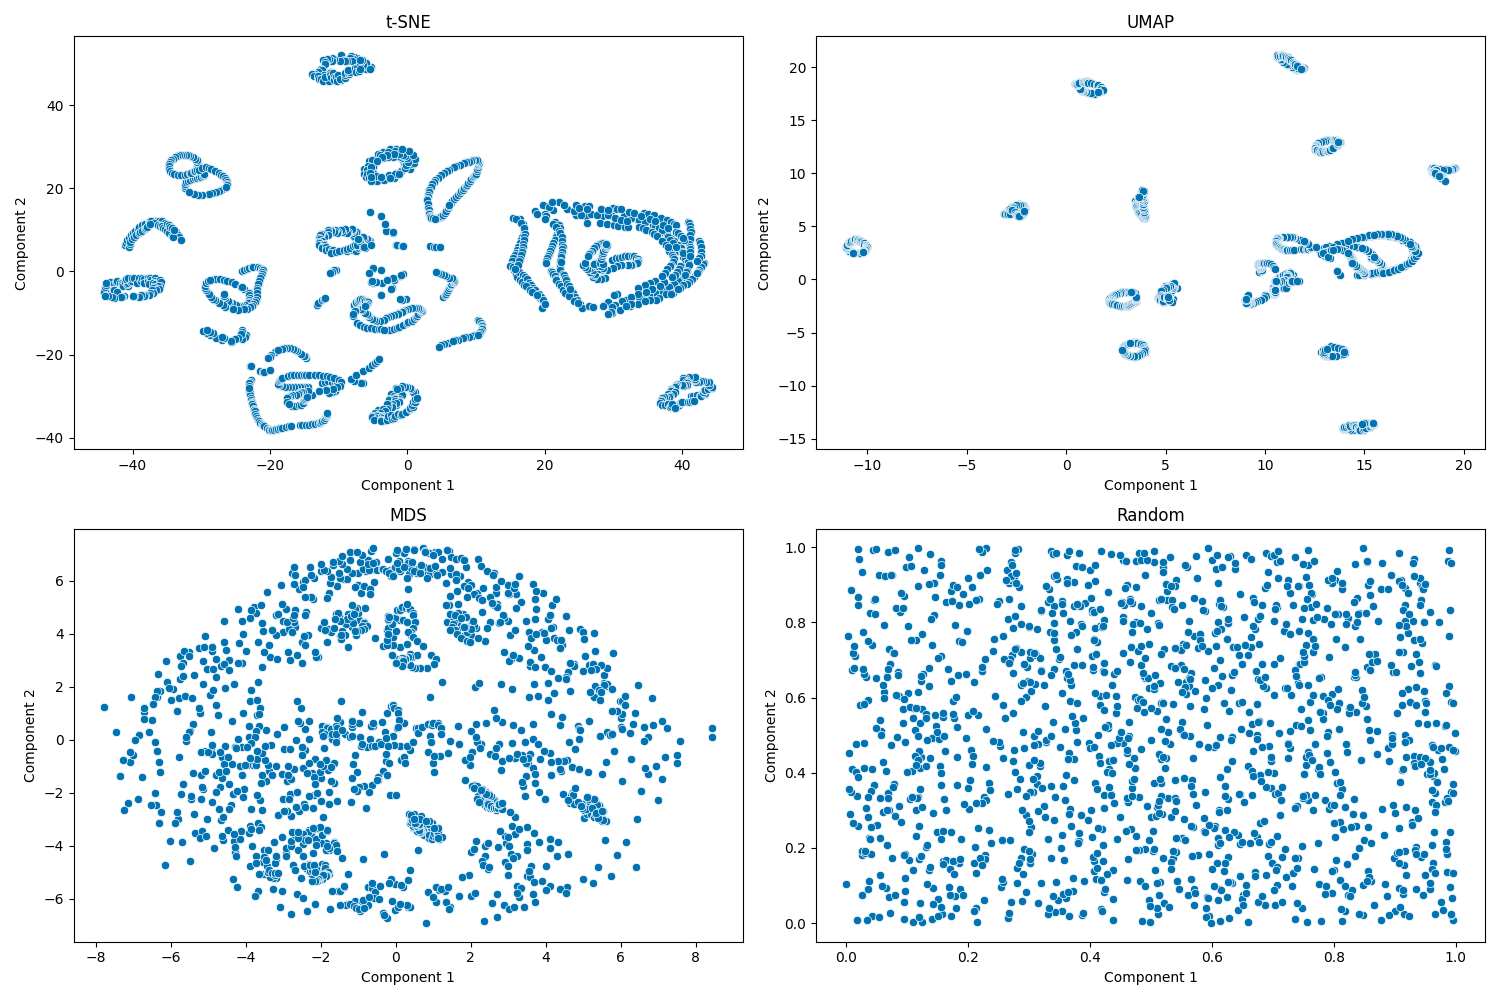 t-SNE
40
20
0
−20
−40
Component 2
−40 −20 0 20 40
Component 1
UMAP
20
15
10
5
0
−5
−10
−15
Component 2
−10 −5 0 5 10 15 20
Component 1
MDS
6
4
2
0
−2
−4
−6
Component 2
−8 −6 −4 −2 0 2 4 6 8
Component 1
Random
1.0
0.8
0.6
0.4
0.2
0.0
Component 2
0.0 0.2 0.4 0.6 0.8 1.0
Component 1